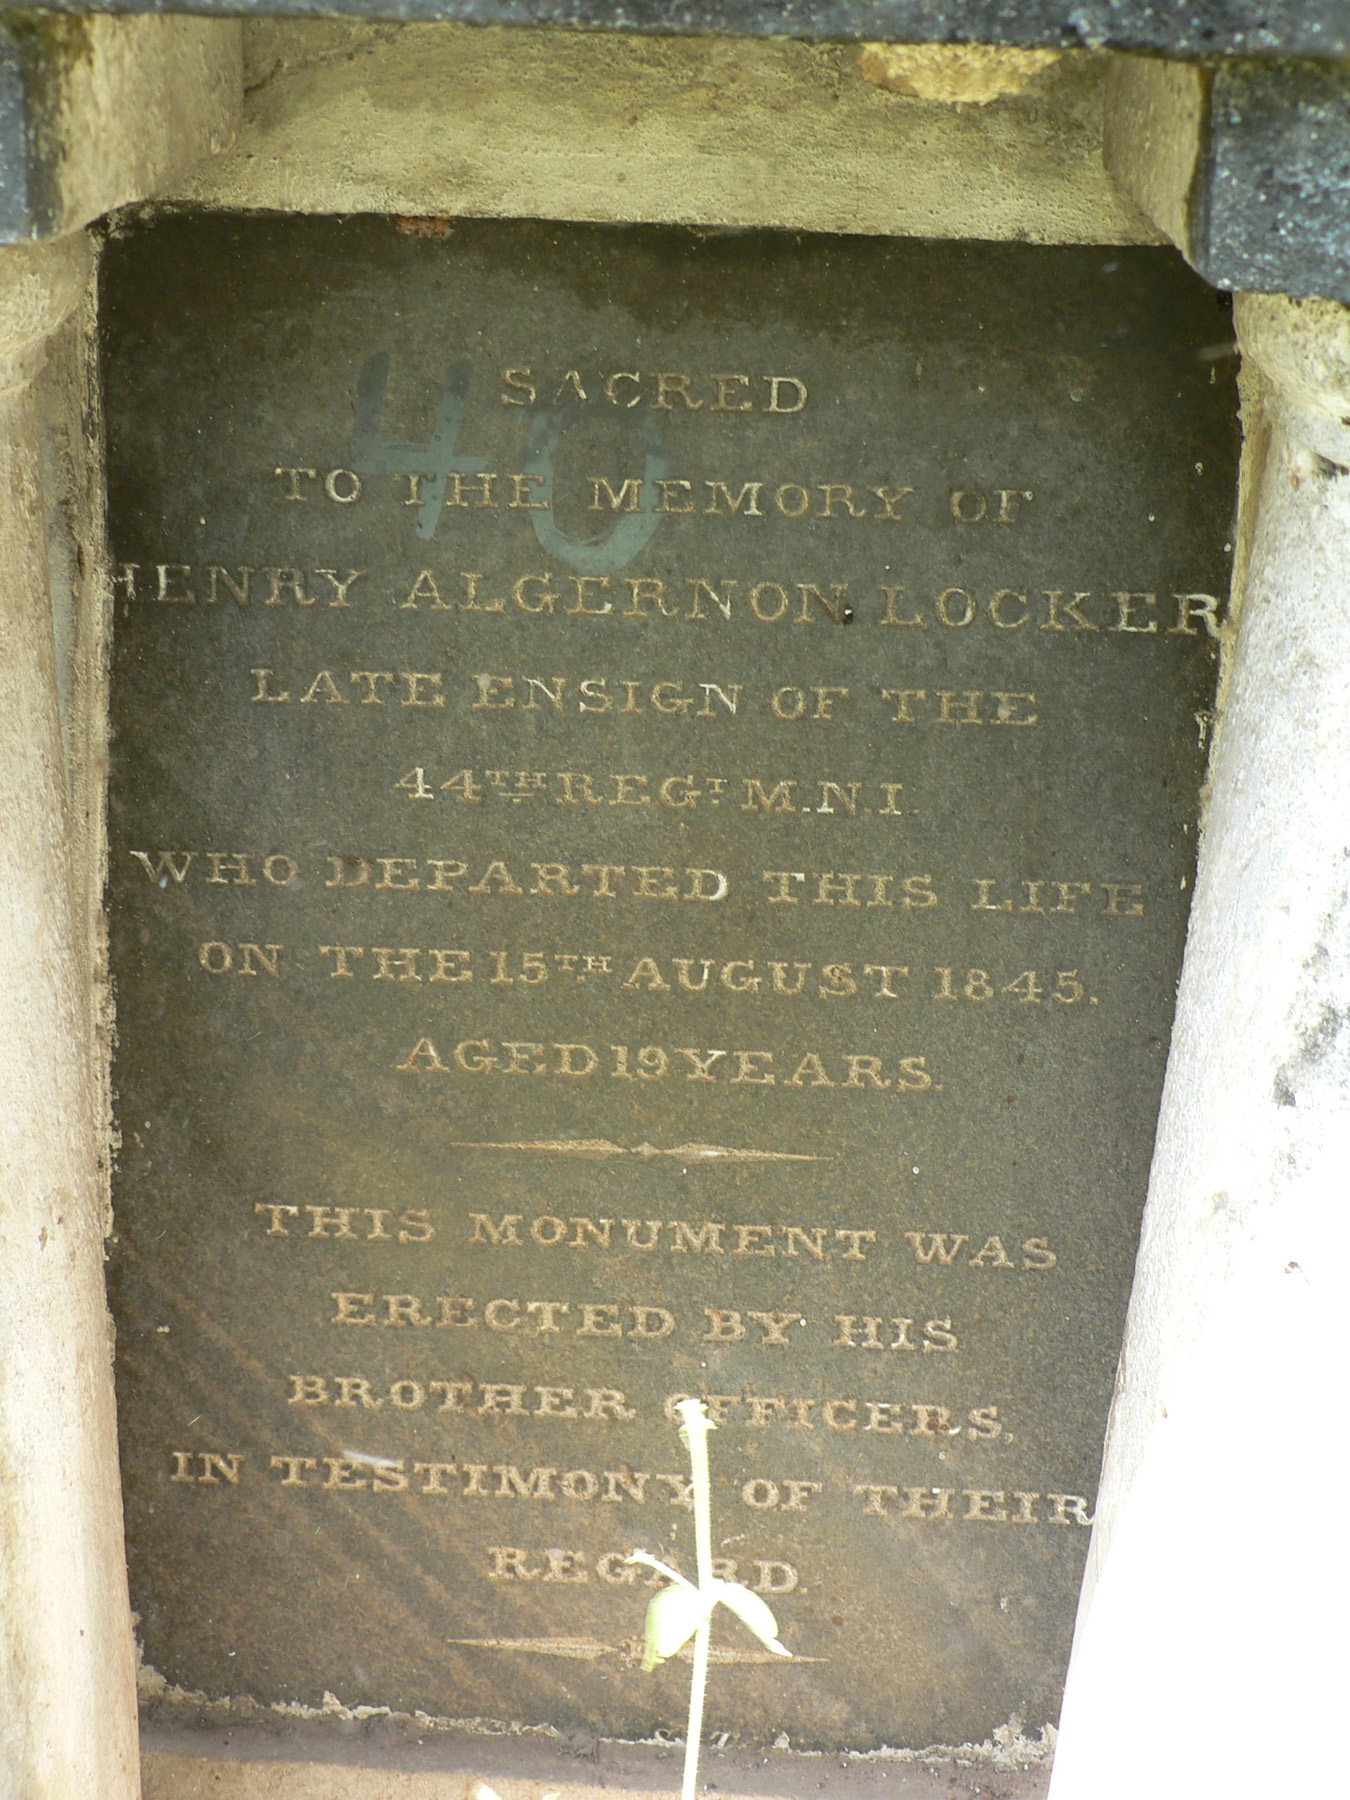 40
SACRED
TO THE MEMORY OF
HENRY ALGERNON LOCKER
LATE ENSIGN OF THE
44TH REGT M.N.I.
WHO DEPARTED THIS LIFE
ON THE 15TH AUGUST 1845.
AGED 19 YEARS.
THIS MONUMENT WAS
ERECTED BY HIS
BROTHER OFFICERS,
IN TESTIMONY OF THEIR
REGARD.